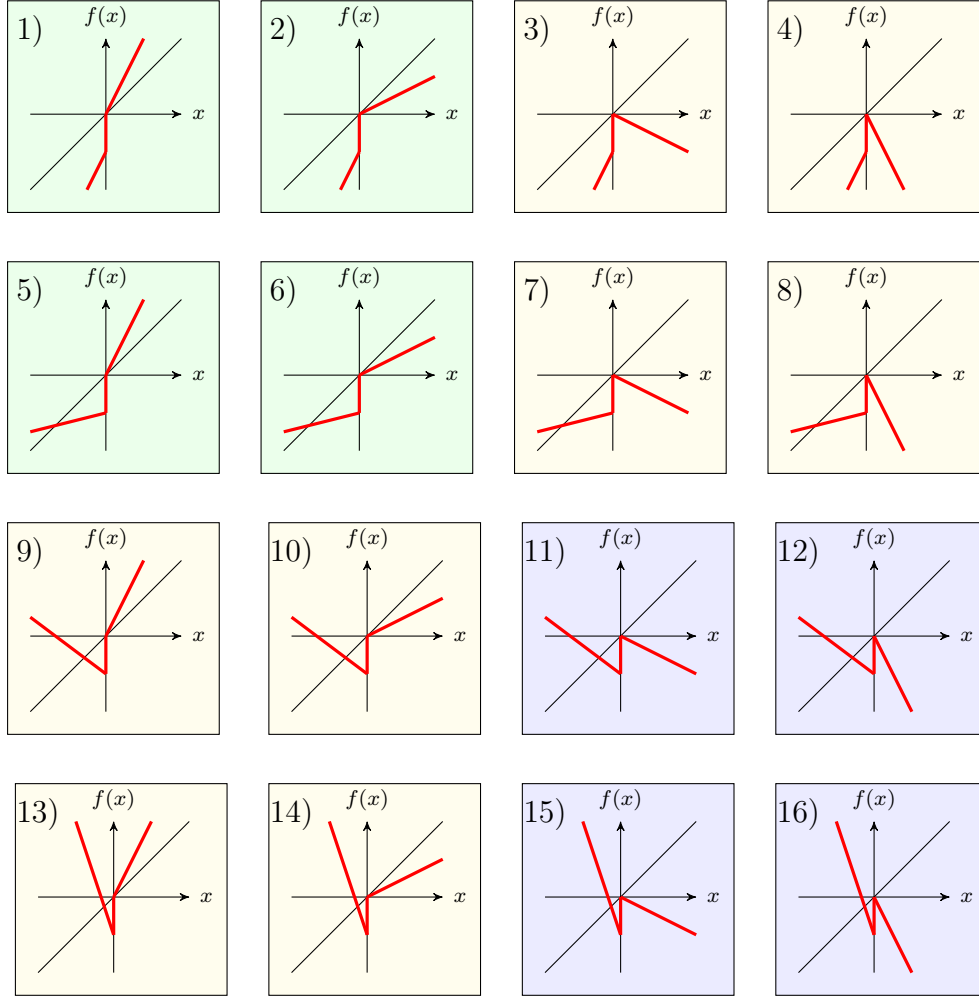 1) f(x) x
2) f(x) x
3) f(x) x
4) f(x) x
5) f(x) x
6) f(x) x
7) f(x) x
8) f(x) x
9) f(x) x
10) f(x) x
11) f(x) x
12) f(x) x
13) f(x) x
14) f(x) x
15) f(x) x
16) f(x) x